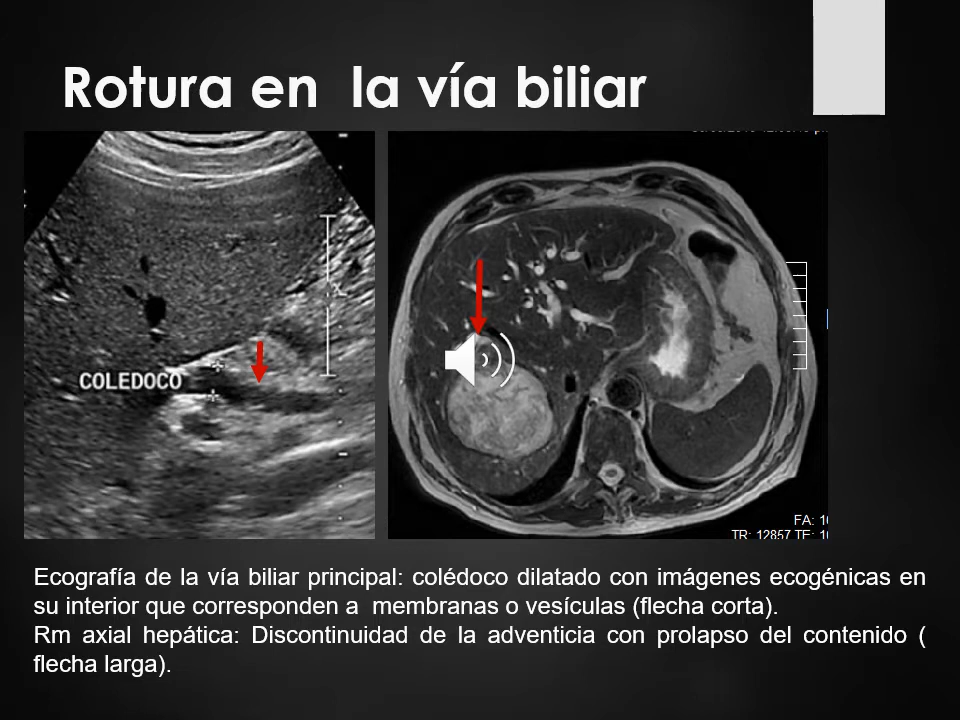 Rotura en la vía biliar
COLEDOCO
X
FA: 10
TR: 12857 TE: 10
Ecografía de la vía biliar principal: colédoco dilatado con imágenes ecogénicas en
su interior que corresponden a membranas o vesículas (flecha corta).
Rm axial hepática: Discontinuidad de la adventicia con prolapso del contenido (
flecha larga).